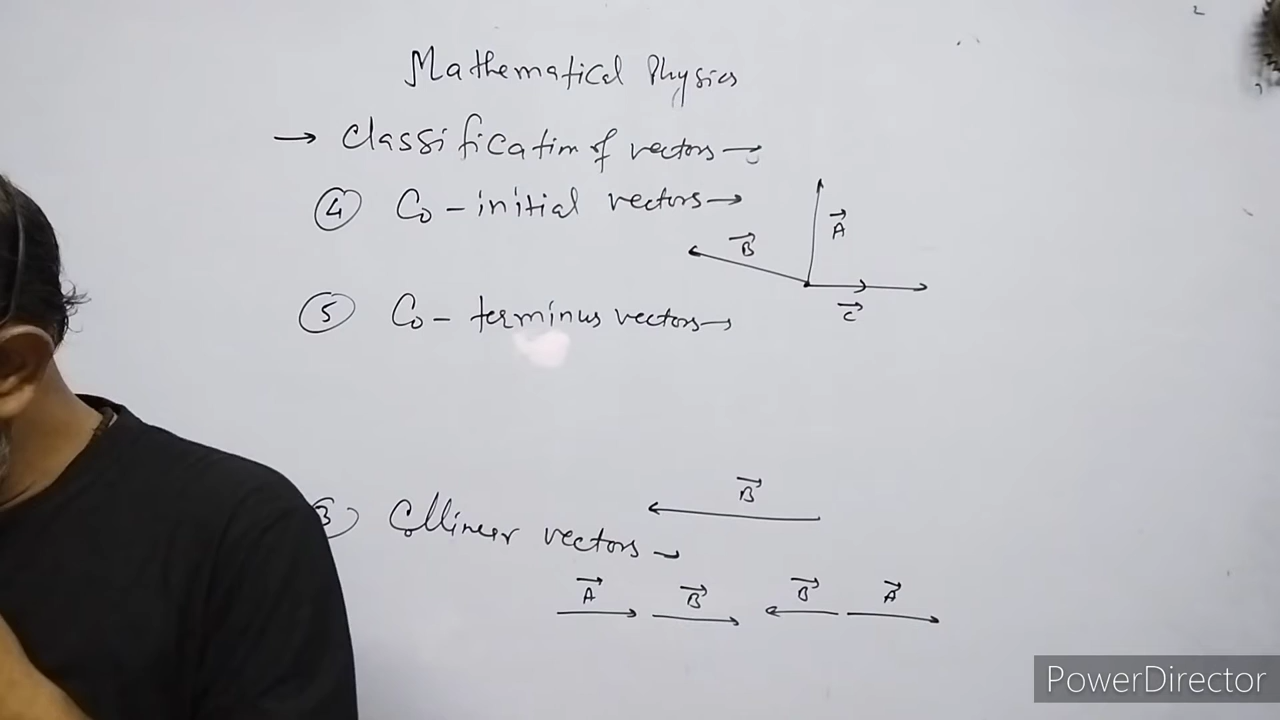 Mathematical Physics
→ Classification of vectors →
④ Co-initial vectors →
A
B
C
⑤ Co-terminus vectors →
B
③ Collinear vectors →
A B B A
PowerDirector